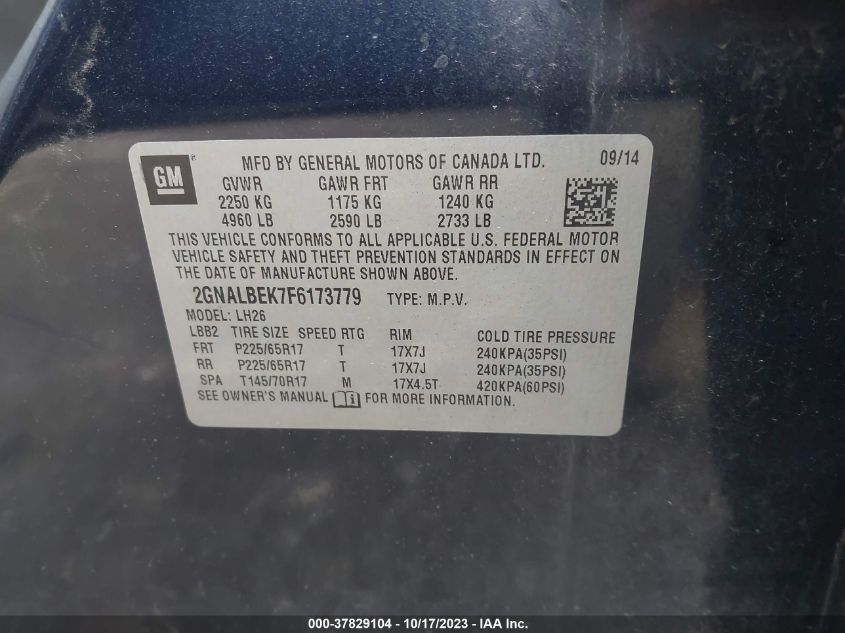 GM ® MFD BY GENERAL MOTORS OF CANADA LTD. 09/14
GVWR GAWR FRT GAWR RR
2250 KG 1175 KG 1240 KG
4960 LB 2590 LB 2733 LB
THIS VEHICLE CONFORMS TO ALL APPLICABLE U.S. FEDERAL MOTOR
VEHICLE SAFETY AND THEFT PREVENTION STANDARDS IN EFFECT ON
THE DATE OF MANUFACTURE SHOWN ABOVE.
2GNALBEK7F6173779 TYPE: M.P.V.
MODEL: LH26
LBB2 TIRE SIZE SPEED RTG RIM COLD TIRE PRESSURE
FRT P225/65R17 T 17X7J 240KPA(35PSI)
RR P225/65R17 T 17X7J 240KPA(35PSI)
SPA T145/70R17 M 17X4.5T 420KPA(60PSI)
SEE OWNER'S MANUAL FOR MORE INFORMATION.
000-37829104 - 10/17/2023 - IAA Inc.